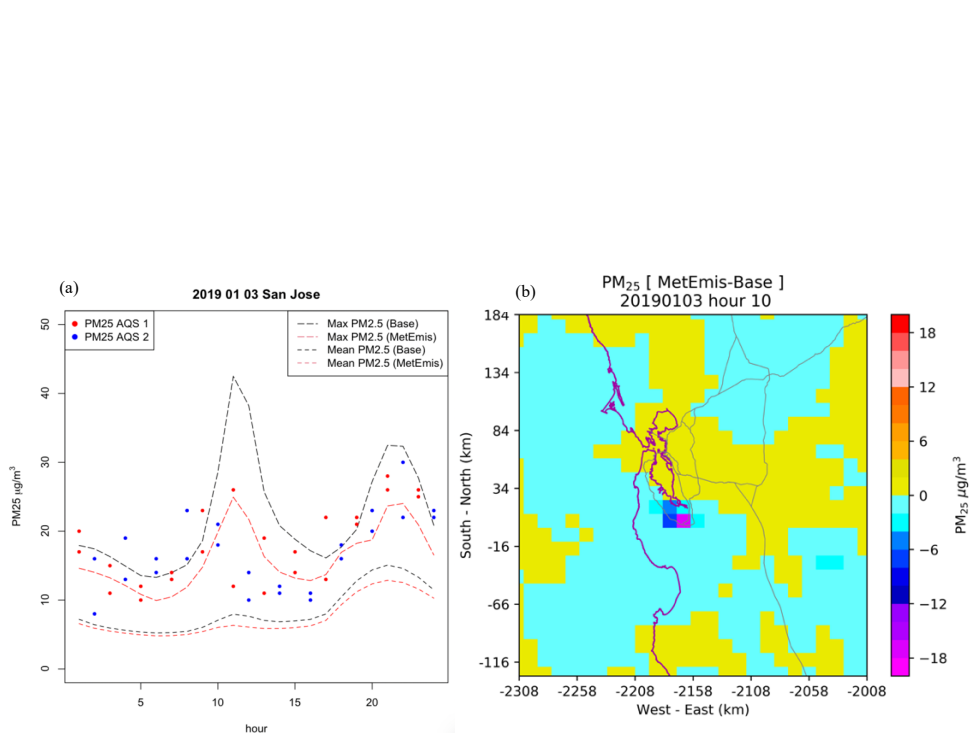 (a)
2019 01 03 San Jose
PM25 AQS 1
PM25 AQS 2
Max PM2.5 (Base)
Max PM2.5 (MetEmis)
Mean PM2.5 (Base)
Mean PM2.5 (MetEmis)
50
40
30
20
10
0
PM25 µg/m³
5
10
15
20
hour
(b)
PM₂₅ [ MetEmis-Base ]
20190103 hour 10
184
134
84
34
-16
-66
-116
South - North (km)
-2308
-2258
-2208
-2158
-2108
-2058
-2008
West - East (km)
18
12
6
0
−6
−12
−18
PM₂₅ µg/m³